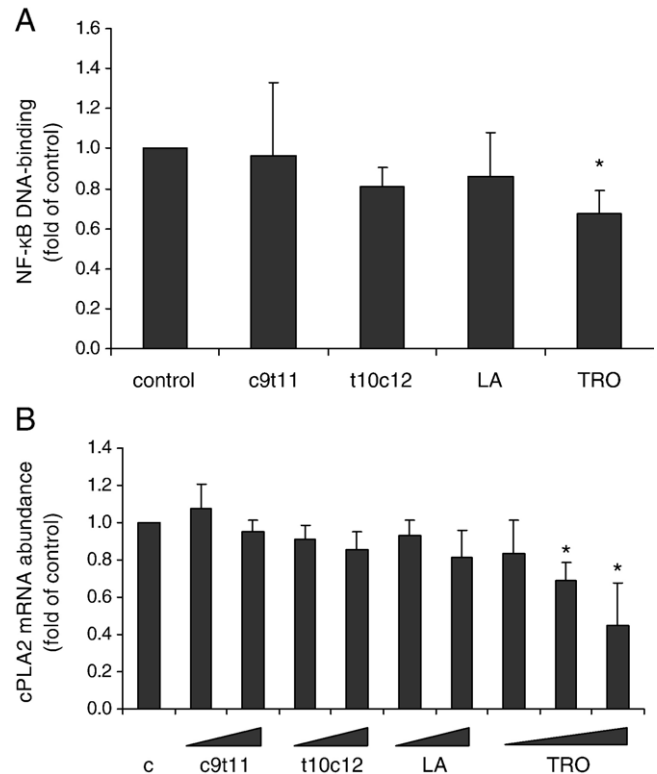 A
NF-κB DNA-binding
(fold of control)
1.6
1.4
1.2
1.0
0.8
0.6
0.4
0.2
0.0
*
control c9t11 t10c12 LA TRO
B
cPLA2 mRNA abundance
(fold of control)
1.4
1.2
1.0
0.8
0.6
0.4
0.2
0.0
*
*
c c9t11 t10c12 LA TRO